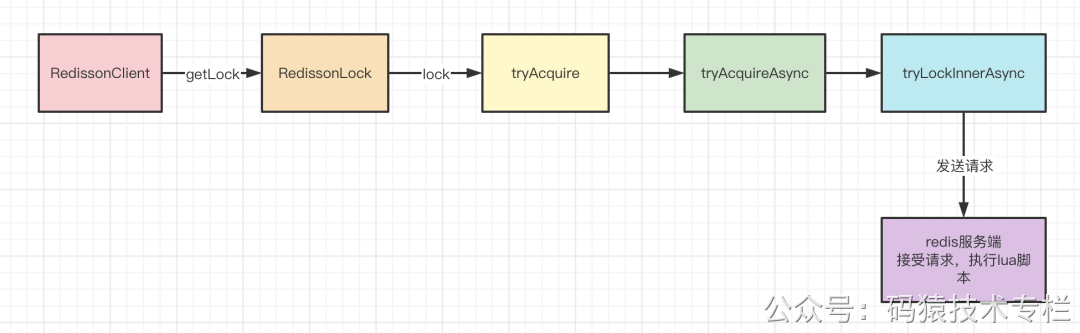 RedissonClient
getLock
RedissonLock
lock
tryAcquire
tryAcquireAsync
tryLockInnerAsync
发送请求
redis服务端
接受请求，执行lua脚
本
公众号：码猿技术专栏